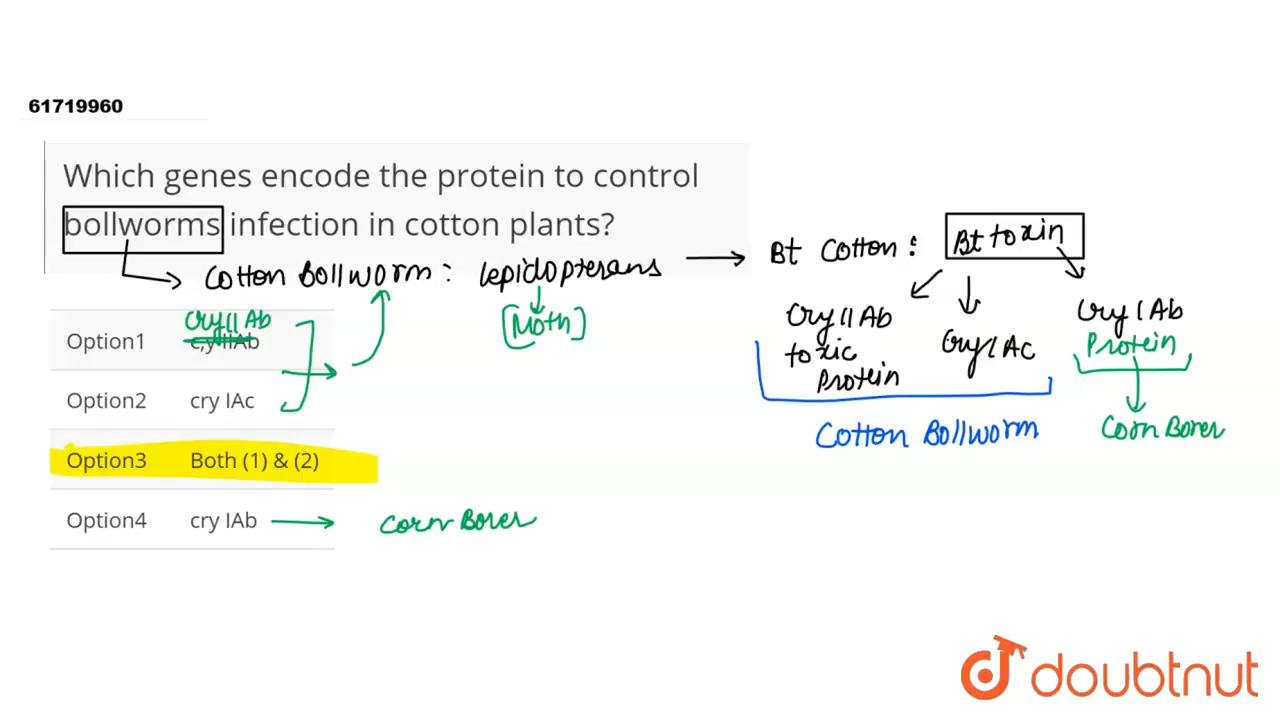 61719960
Which genes encode the protein to control
bollworms infection in cotton plants?
Cotton Bollworm: lepidopterans
[Moth]
Bt Cotton: Bt toxin
Cry II Ab
toxic
Protein
Cry I Ac
Cry I Ab
Protein
Cotton Bollworm
Corn Borer
Cry II Ab
Option1 c,y IIAb
Option2 cry IAc
Option3 Both (1) & (2)
Option4 cry IAb
Corn Borer
doubtnut